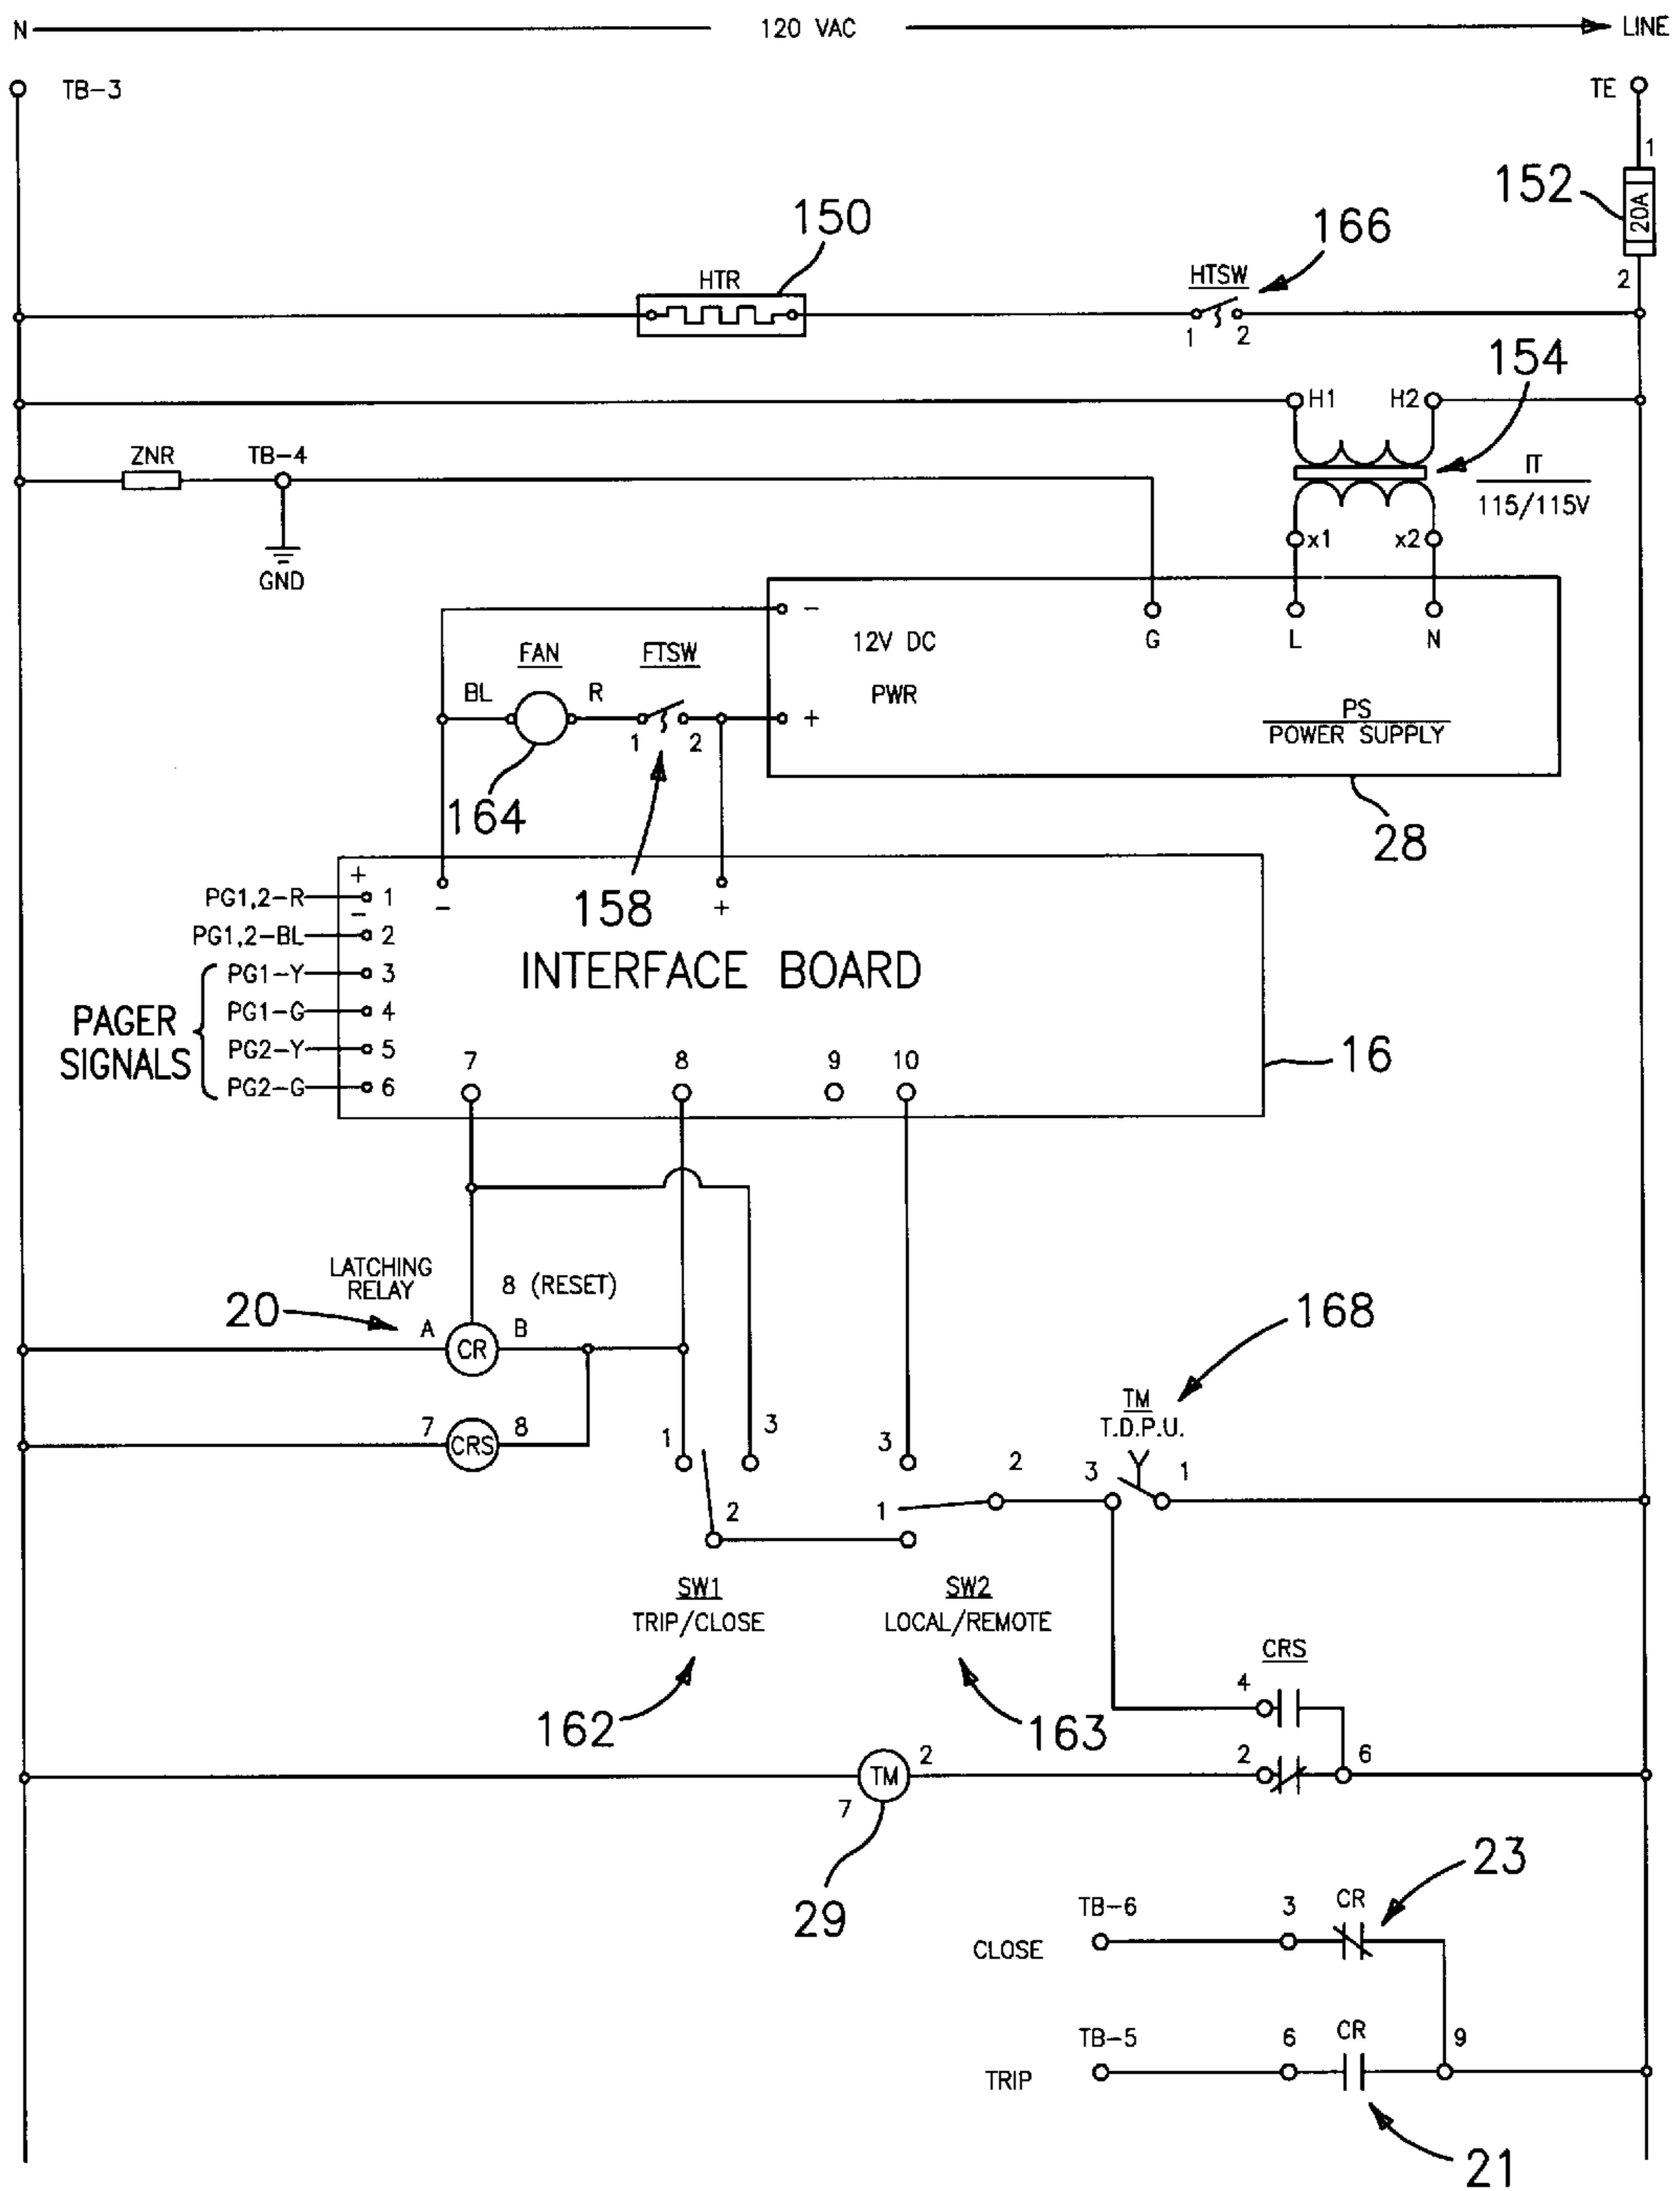 N 120 VAC LINE
TB-3 TE
1
152
20A
2
150
166
HTR
HTSW
1 2
154
H1 H2
ZNR TB-4
IT
115/115V
GND
x1 x2
-
12V DC
G L N
FAN FTSW
BL R
PWR
+
1 2
PS
POWER SUPPLY
164
158
28
+
PG1,2-R 1
-
- +
PG1,2-BL 2
PG1-Y 3
INTERFACE BOARD
PG1-G 4
PAGER
SIGNALS
PG2-Y 5
PG2-G 6
7 8 9 10
16
LATCHING
RELAY
8 (RESET)
20
A CR B
168
TM
T.D.P.U.
7 CRS 8
1 3
3
2 3 1
2 1
SW1
TRIP/CLOSE
SW2
LOCAL/REMOTE
162
163
CRS
4
TM 2
7
2 6
29
23
TB-6 3 CR
CLOSE
TB-5 6 CR 9
TRIP
21